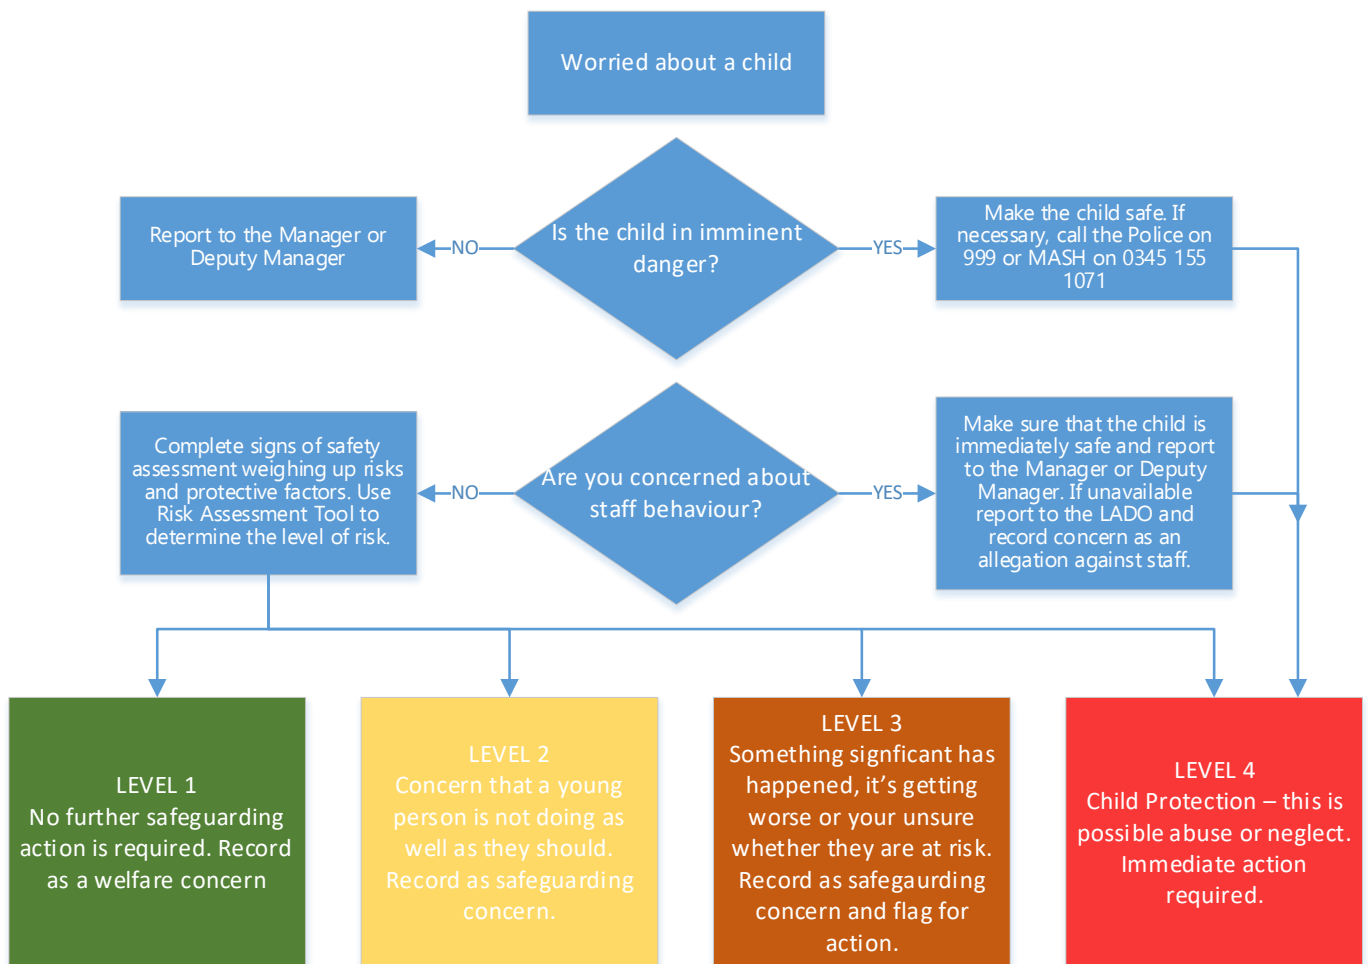 Worried about a child
Is the child in imminent
danger?
NO
YES
Report to the Manager or
Deputy Manager
Make the child safe. If
necessary, call the Police on
999 or MASH on 0345 155
1071
Are you concerned about
staff behaviour?
NO
YES
Complete signs of safety
assessment weighing up risks
and protective factors. Use
Risk Assessment Tool to
determine the level of risk.
Make sure that the child is
immediately safe and report
to the Manager or Deputy
Manager. If unavailable
report to the LADO and
record concern as an
allegation against staff.
LEVEL 1
No further safeguarding
action is required. Record
as a welfare concern
LEVEL 2
Concern that a young
person is not doing as
well as they should.
Record as safeguarding
concern.
LEVEL 3
Something signficant has
happened, it’s getting
worse or your unsure
whether they are at risk.
Record as safegaurding
concern and flag for
action.
LEVEL 4
Child Protection – this is
possible abuse or neglect.
Immediate action
required.